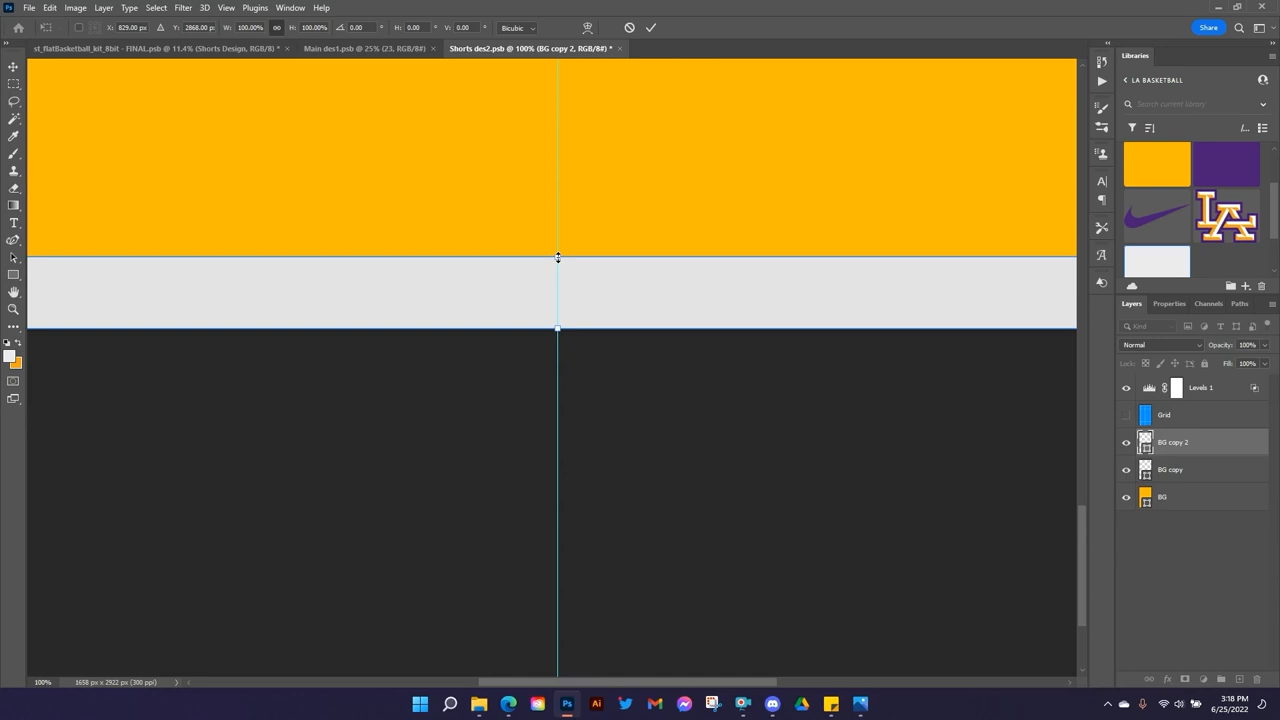 Ps File Edit Image Layer Type Select Filter 3D View Plugins Window Help
X: 829.00 px Y: 2868.00 px W: 100.00% H: 100.00% 0.00 ° H: 0.00 ° V: 0.00 ° Bicubic Share
st_flatBasketball_kit_8bit - FINAL.psb @ 11.4% (Shorts Design, RGB/8) * × Main des1.psb @ 25% (23, RGB/8#) × Shorts des2.psb @ 100% (BG copy 2, RGB/8#) * ×
Libraries
LA BASKETBALL
Search current Library
LA
Layers Properties Channels Paths
Kind
Normal Opacity: 100%
Lock: Fill: 100%
Levels 1
Grid
BG copy 2
BG copy
BG
100% 1658 px x 2922 px (300 ppi)
Ps Ai
3:18 PM
6/25/2022